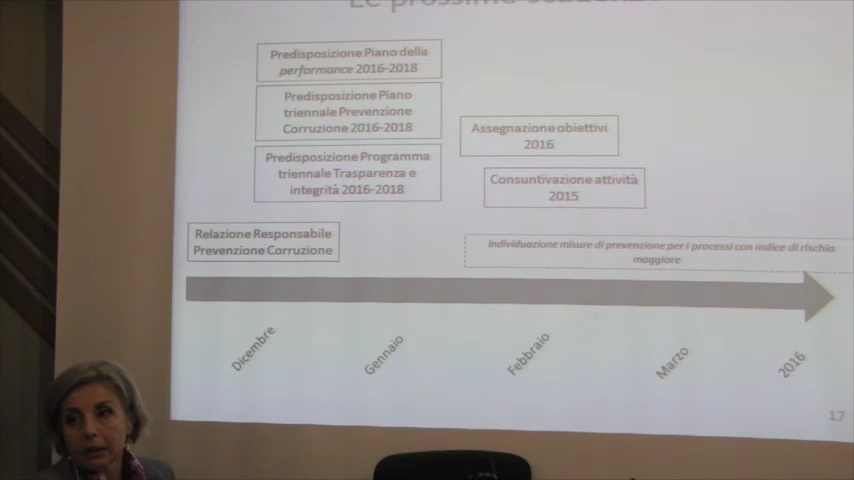 Le prossime scadenze
Predisposizione Piano della
performance 2016-2018
Predisposizione Piano
triennale Prevenzione
Corruzione 2016-2018
Predisposizione Programma
triennale Trasparenza e
integrità 2016-2018
Assegnazione obiettivi
2016
Consuntivazione attività
2015
Relazione Responsabile
Prevenzione Corruzione
Individuazione misure di prevenzione per i processi con indice di rischio
maggiore
Dicembre
Gennaio
Febbraio
Marzo
2016
17